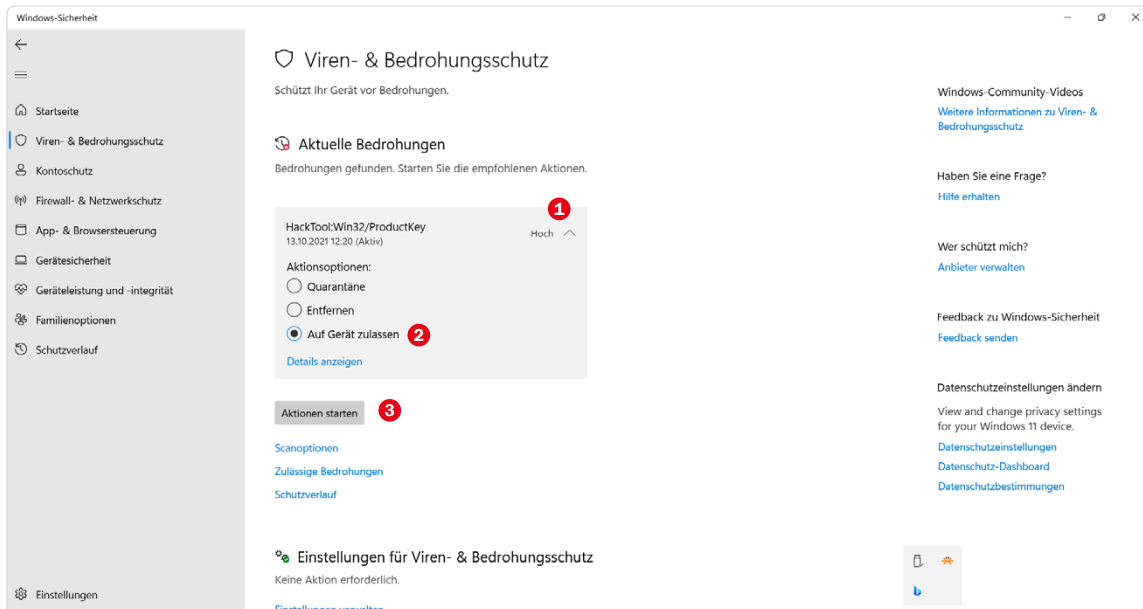 Windows-Sicherheit
Startseite
Viren- & Bedrohungsschutz
Kontoschutz
Firewall- & Netzwerkschutz
App- & Browsersteuerung
Gerätesicherheit
Geräteleistung und -integrität
Familienoptionen
Schutzverlauf
Einstellungen
Viren- & Bedrohungsschutz
Schützt Ihr Gerät vor Bedrohungen.
Aktuelle Bedrohungen
Bedrohungen gefunden. Starten Sie die empfohlenen Aktionen.
1
HackTool:Win32/ProductKey
13.10.2021 12:20 (Aktiv)
Hoch
Aktionsoptionen:
Quarantäne
Entfernen
Auf Gerät zulassen 2
Details anzeigen
Aktionen starten 3
Scanoptionen
Zulässige Bedrohungen
Schutzverlauf
Einstellungen für Viren- & Bedrohungsschutz
Keine Aktion erforderlich.
Einstellungen verwalten
Windows-Community-Videos
Weitere Informationen zu Viren- &
Bedrohungsschutz
Haben Sie eine Frage?
Hilfe erhalten
Wer schützt mich?
Anbieter verwalten
Feedback zu Windows-Sicherheit
Feedback senden
Datenschutzeinstellungen ändern
View and change privacy settings
for your Windows 11 device.
Datenschutzeinstellungen
Datenschutz-Dashboard
Datenschutzbestimmungen